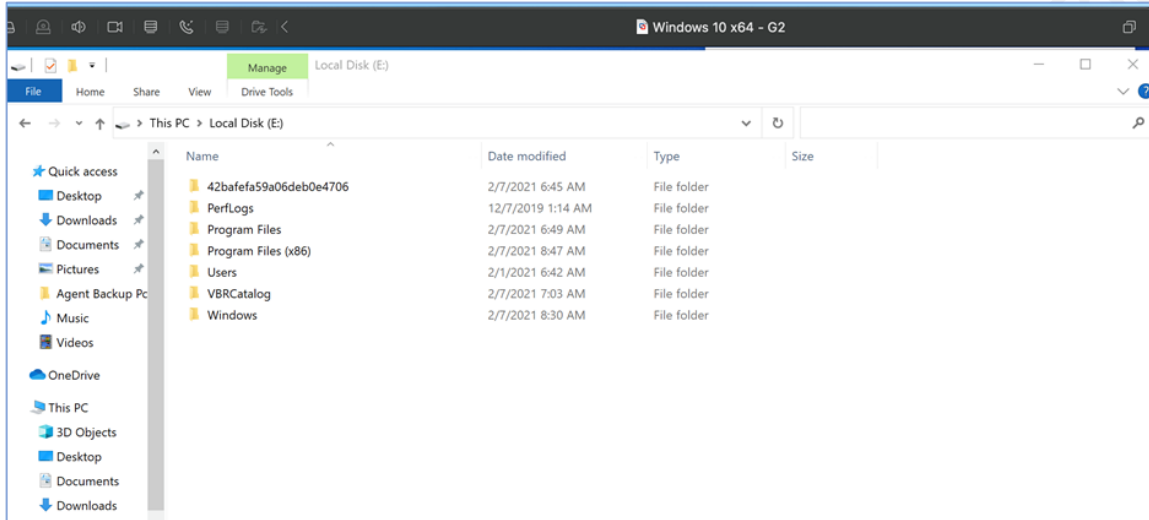 Windows 10 x64 - G2
Manage Local Disk (E:)
File Home Share View Drive Tools
This PC > Local Disk (E:)
Name Date modified Type Size
Quick access
Desktop
Downloads
Documents
Pictures
Agent Backup Pc
Music
Videos
OneDrive
This PC
3D Objects
Desktop
Documents
Downloads
42bafefa59a06deb0e4706 2/7/2021 6:45 AM File folder
PerfLogs 12/7/2019 1:14 AM File folder
Program Files 2/7/2021 6:49 AM File folder
Program Files (x86) 2/7/2021 8:47 AM File folder
Users 2/1/2021 6:42 AM File folder
VBRCatalog 2/7/2021 7:03 AM File folder
Windows 2/7/2021 8:30 AM File folder